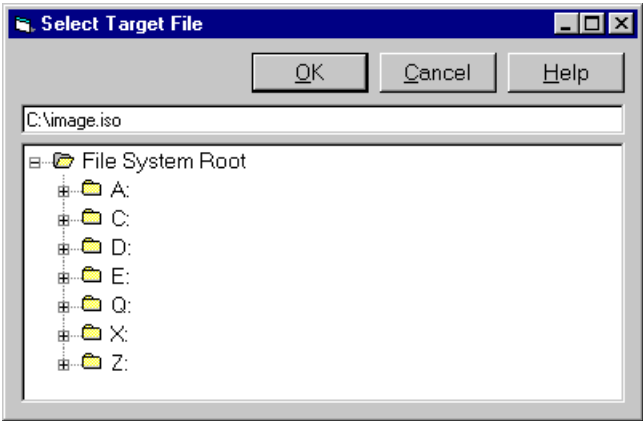 Select Target File
OK Cancel Help
C:\image.iso
File System Root
A:
C:
D:
E:
Q:
X:
Z: